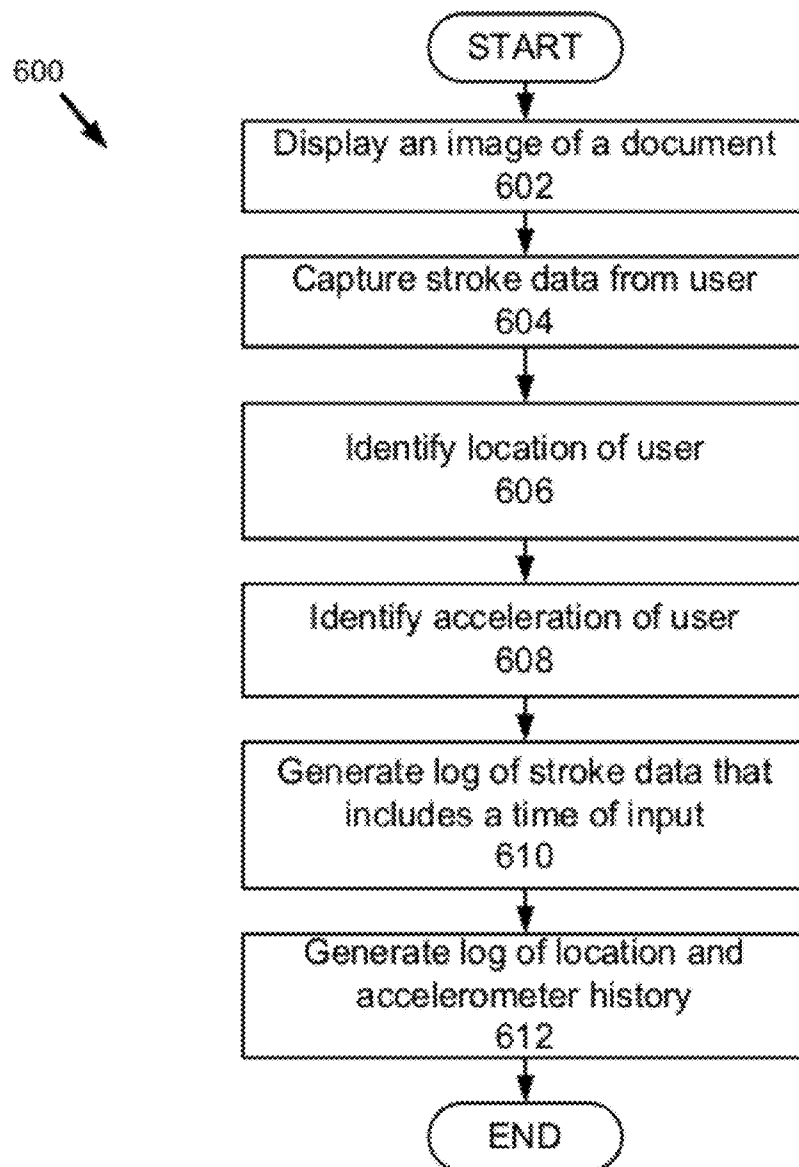 600
START
Display an image of a document
602
Capture stroke data from user
604
Identify location of user
606
Identify acceleration of user
608
Generate log of stroke data that
includes a time of input
610
Generate log of location and
accelerometer history
612
END